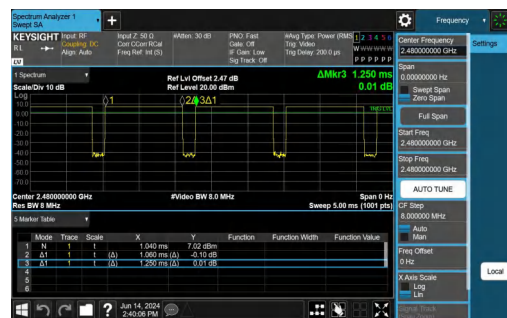 Spectrum Analyzer 1
Swept SA
+
Frequency
KEYSIGHT
RL
Input: RF
Coupling: DC
Align: Auto
Input Z: 50 Ω
Corr CCorr RCal
Freq Ref: Int (S)
#Atten: 30 dB
PNO: Fast
Gate: Off
IF Gain: Low
Sig Track: Off
#Avg Type: Power (RMS
Trig: Video
Trig Delay: 200.0 µs
1 2 3 4 5 6
W W W W W W
P P P P P P
LXI
1 Spectrum
Scale/Div 10 dB
Ref Lvl Offset 2.47 dB
Ref Level 20.00 dBm
ΔMkr3 1.250 ms
0.01 dB
Log
10.0
0.00
-10.0
-20.0
-30.0
-40.0
-50.0
-60.0
-70.0
1
2Δ
3Δ1
Center 2.480000000 GHz
Res BW 8 MHz
#Video BW 8.0 MHz
Span 0 Hz
Sweep 5.00 ms (1001 pts)
5 Marker Table
Mode Trace Scale X Y Function Function Width Function Value
1 N 1 t 1.040 ms 7.02 dBm
2 Δ1 1 t (Δ) 1.060 ms (Δ) -0.10 dB
3 Δ1 1 t (Δ) 1.250 ms (Δ) 0.01 dB
4
5
6
Jun 14, 2024
2:40:06 PM
Center Frequency
2.480000000 GHz
Settings
Span
0.00000000 Hz
Swept Span
Zero Span
Full Span
Start Freq
2.480000000 GHz
Stop Freq
2.480000000 GHz
AUTO TUNE
CF Step
8.000000 MHz
Auto
Man
Freq Offset
0 Hz
X Axis Scale
Log
Lin
Signal Track
Local